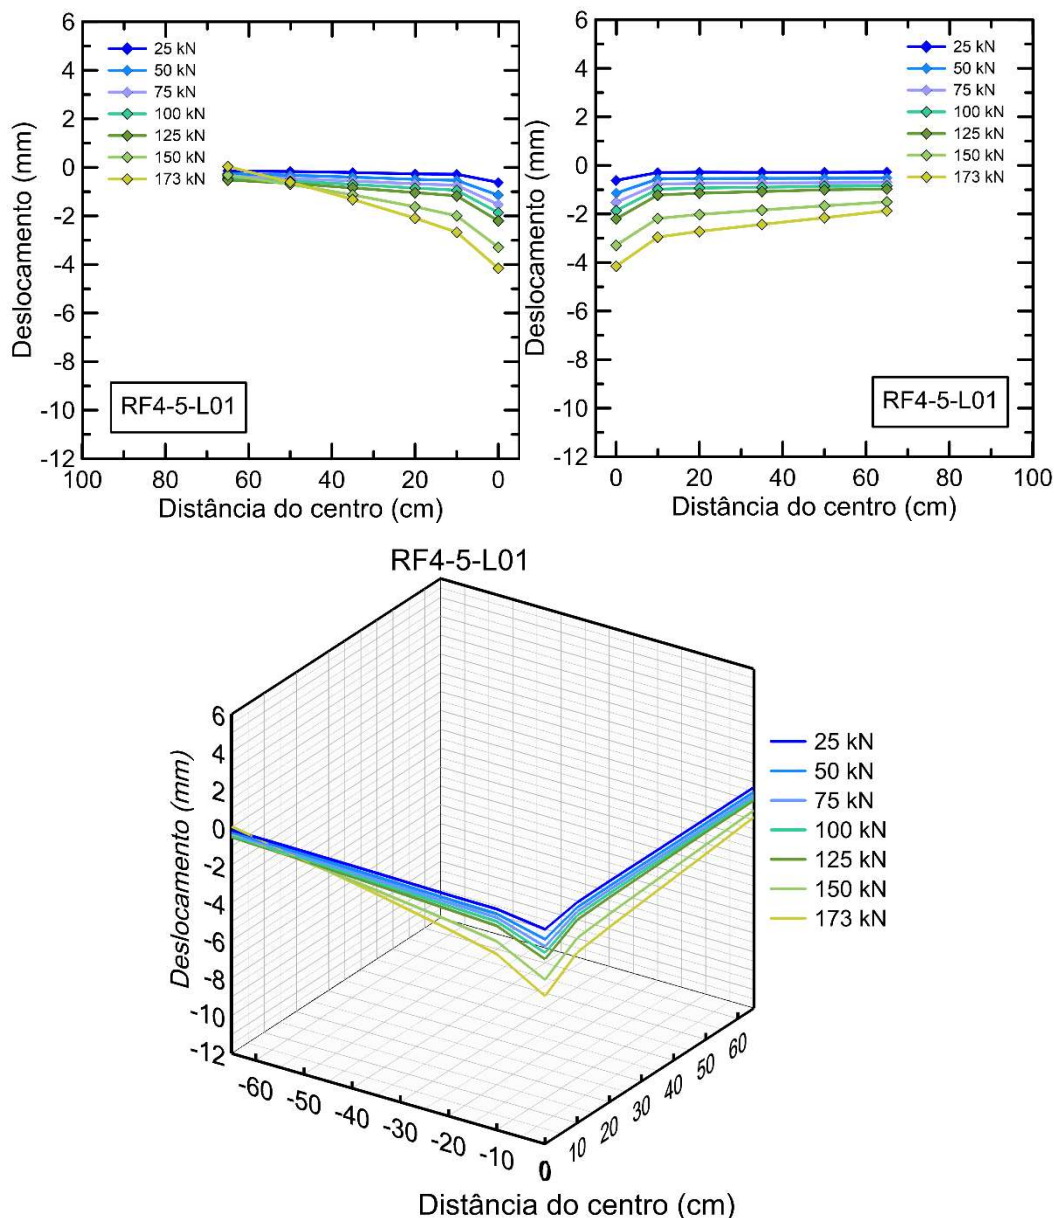 6
4
2
0
-2
-4
-6
-8
-10
-12
Deslocamento (mm)
25 kN
50 kN
75 kN
100 kN
125 kN
150 kN
173 kN
RF4-5-L01
100 80 60 40 20 0
Distância do centro (cm)
6
4
2
0
-2
-4
-6
-8
-10
-12
Deslocamento (mm)
25 kN
50 kN
75 kN
100 kN
125 kN
150 kN
173 kN
RF4-5-L01
0 20 40 60 80 100
Distância do centro (cm)
RF4-5-L01
6
4
2
0
-2
-4
-6
-8
-10
-12
Deslocamento (mm)
25 kN
50 kN
75 kN
100 kN
125 kN
150 kN
173 kN
-60 -50 -40 -30 -20 -10 0
0 10 20 30 40 50 60
Distância do centro (cm)